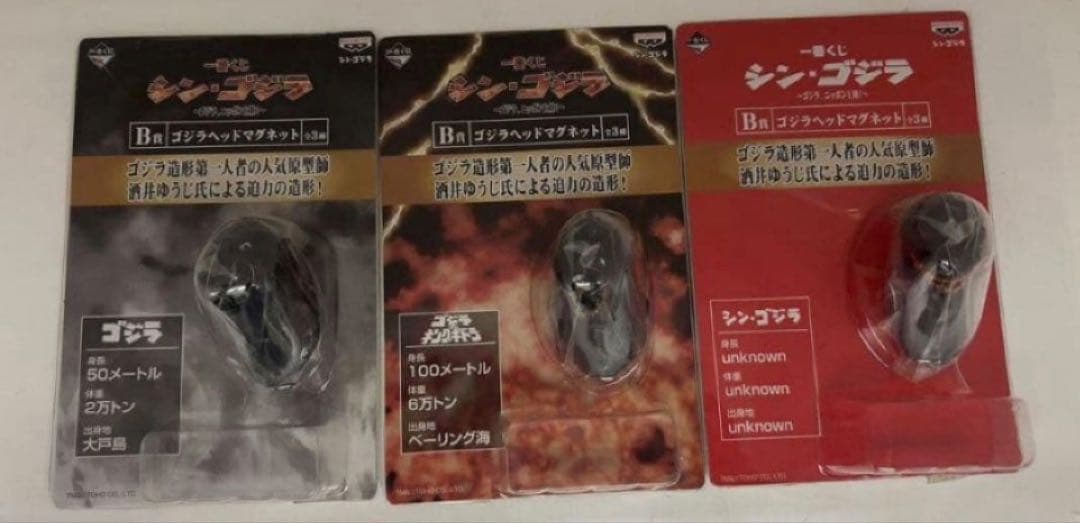 一番くじ
シン・ゴジラ
B賞 ゴジラヘッドマグネット 全3種
ゴジラ造形第一人者の人気原型師
酒井ゆうじ氏による迫力の造形!
ゴジラ
身長
50メートル
体重
2万トン
出身地
大戸島
一番くじ
シン・ゴジラ
B賞 ゴジラヘッドマグネット 全3種
ゴジラ造形第一人者の人気原型師
酒井ゆうじ氏による迫力の造形!
ゴジラ
キングギドラ
身長
100メートル
体重
6万トン
出身地
ベーリング海
一番くじ
シン・ゴジラ
B賞 ゴジラヘッドマグネット 全3種
ゴジラ造形第一人者の人気原型師
酒井ゆうじ氏による迫力の造形!
シン・ゴジラ
身長
unknown
体重
unknown
出身地
unknown